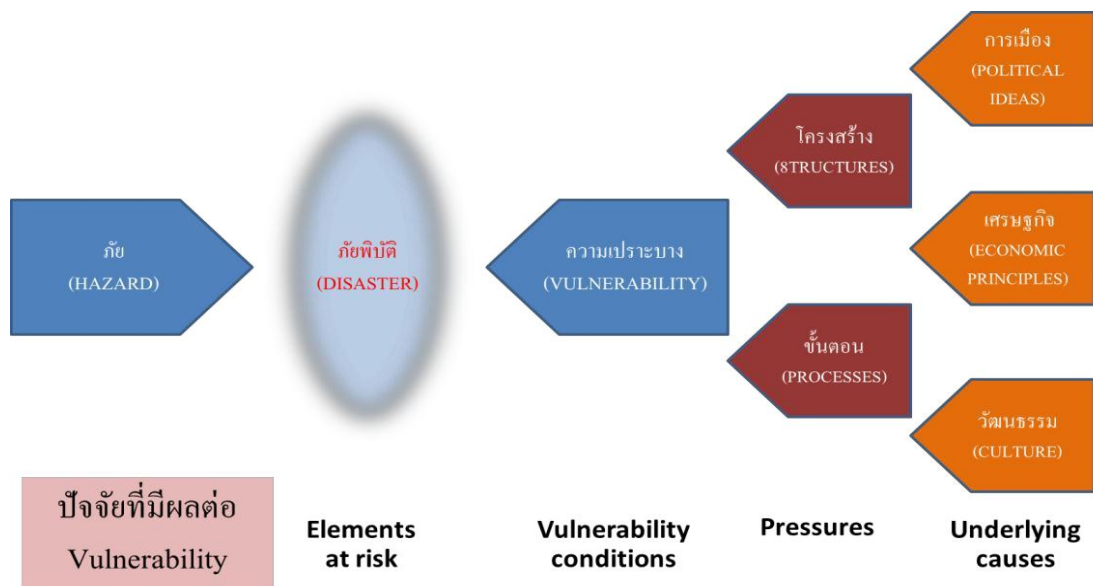 การเมือง
(POLITICAL
IDEAS)
โครงสร้าง
(8TRUCTURES)
ภัย
(HAZARD)
ภัยพิบัติ
(DISASTER)
ความเปราะบาง
(VULNERABILITY)
เศรษฐกิจ
(ECONOMIC
PRINCIPLES)
ขั้นตอน
(PROCESSES)
วัฒนธรรม
(CULTURE)
ปัจจัยที่มีผลต่อ
Vulnerability
Elements
at risk
Vulnerability
conditions
Pressures
Underlying
causes